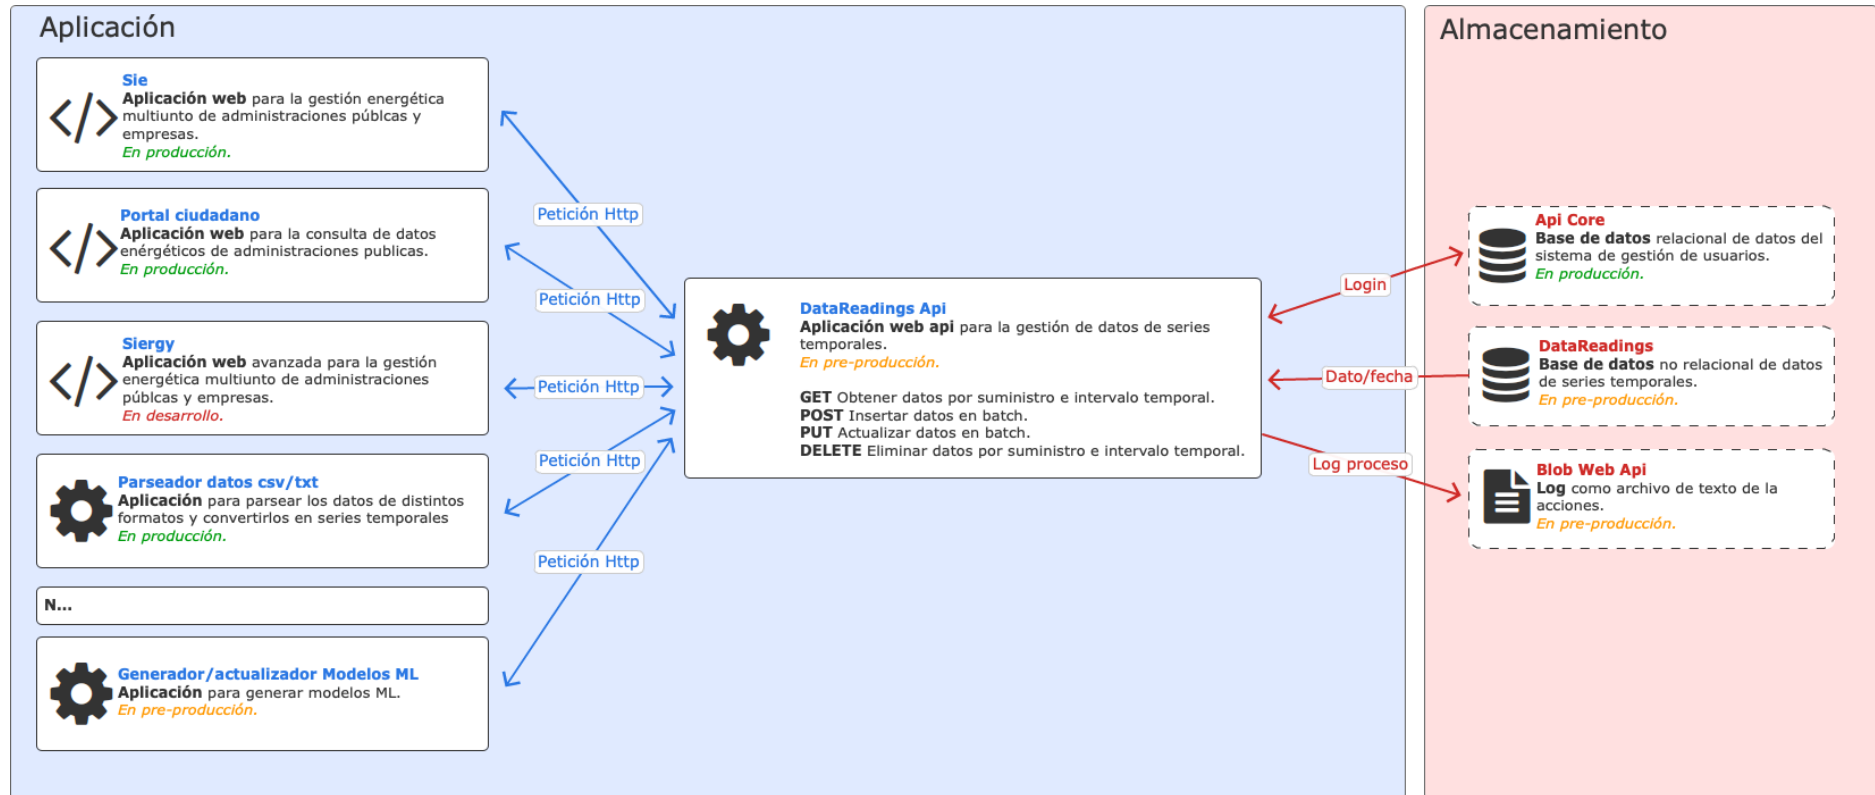 Aplicación
Sie
Aplicación web para la gestión energética
multiunto de administraciones públcas y
empresas.
En producción.
Portal ciudadano
Aplicación web para la consulta de datos
enérgéticos de administraciones publicas.
En producción.
Siergy
Aplicación web avanzada para la gestión
energética multiunto de administraciones
públcas y empresas.
En desarrollo.
Parseador datos csv/txt
Aplicación para parsear los datos de distintos
formatos y convertirlos en series temporales
En producción.
N...
Generador/actualizador Modelos ML
Aplicación para generar modelos ML.
En pre-producción.
Petición Http
Petición Http
Petición Http
Petición Http
Petición Http
DataReadings Api
Aplicación web api para la gestión de datos de series
temporales.
En pre-producción.
GET Obtener datos por suministro e intervalo temporal.
POST Insertar datos en batch.
PUT Actualizar datos en batch.
DELETE Eliminar datos por suministro e intervalo temporal.
Login
Dato/fecha
Log proceso
Almacenamiento
Api Core
Base de datos relacional de datos del
sistema de gestión de usuarios.
En producción.
DataReadings
Base de datos no relacional de datos
de series temporales.
En pre-producción.
Blob Web Api
Log como archivo de texto de la
acciones.
En pre-producción.